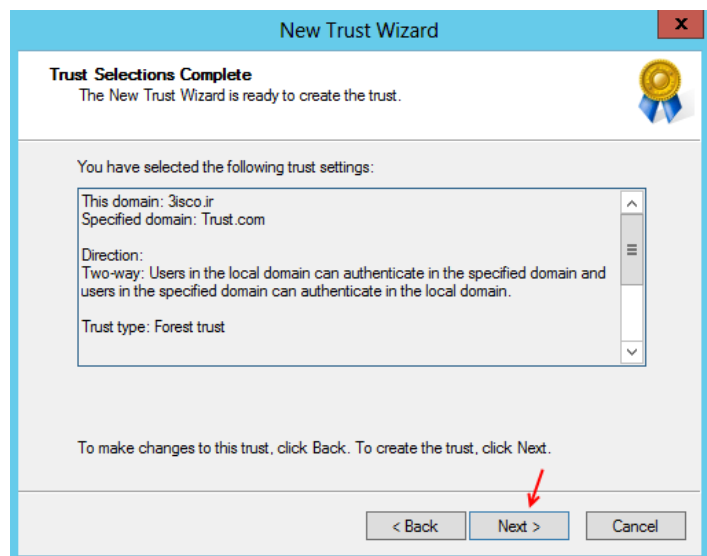 New Trust Wizard
x
Trust Selections Complete
The New Trust Wizard is ready to create the trust.
You have selected the following trust settings:
This domain: 3isco.ir
Specified domain: Trust.com
Direction:
Two-way: Users in the local domain can authenticate in the specified domain and
users in the specified domain can authenticate in the local domain.
Trust type: Forest trust
To make changes to this trust, click Back. To create the trust, click Next.
< Back Next > Cancel